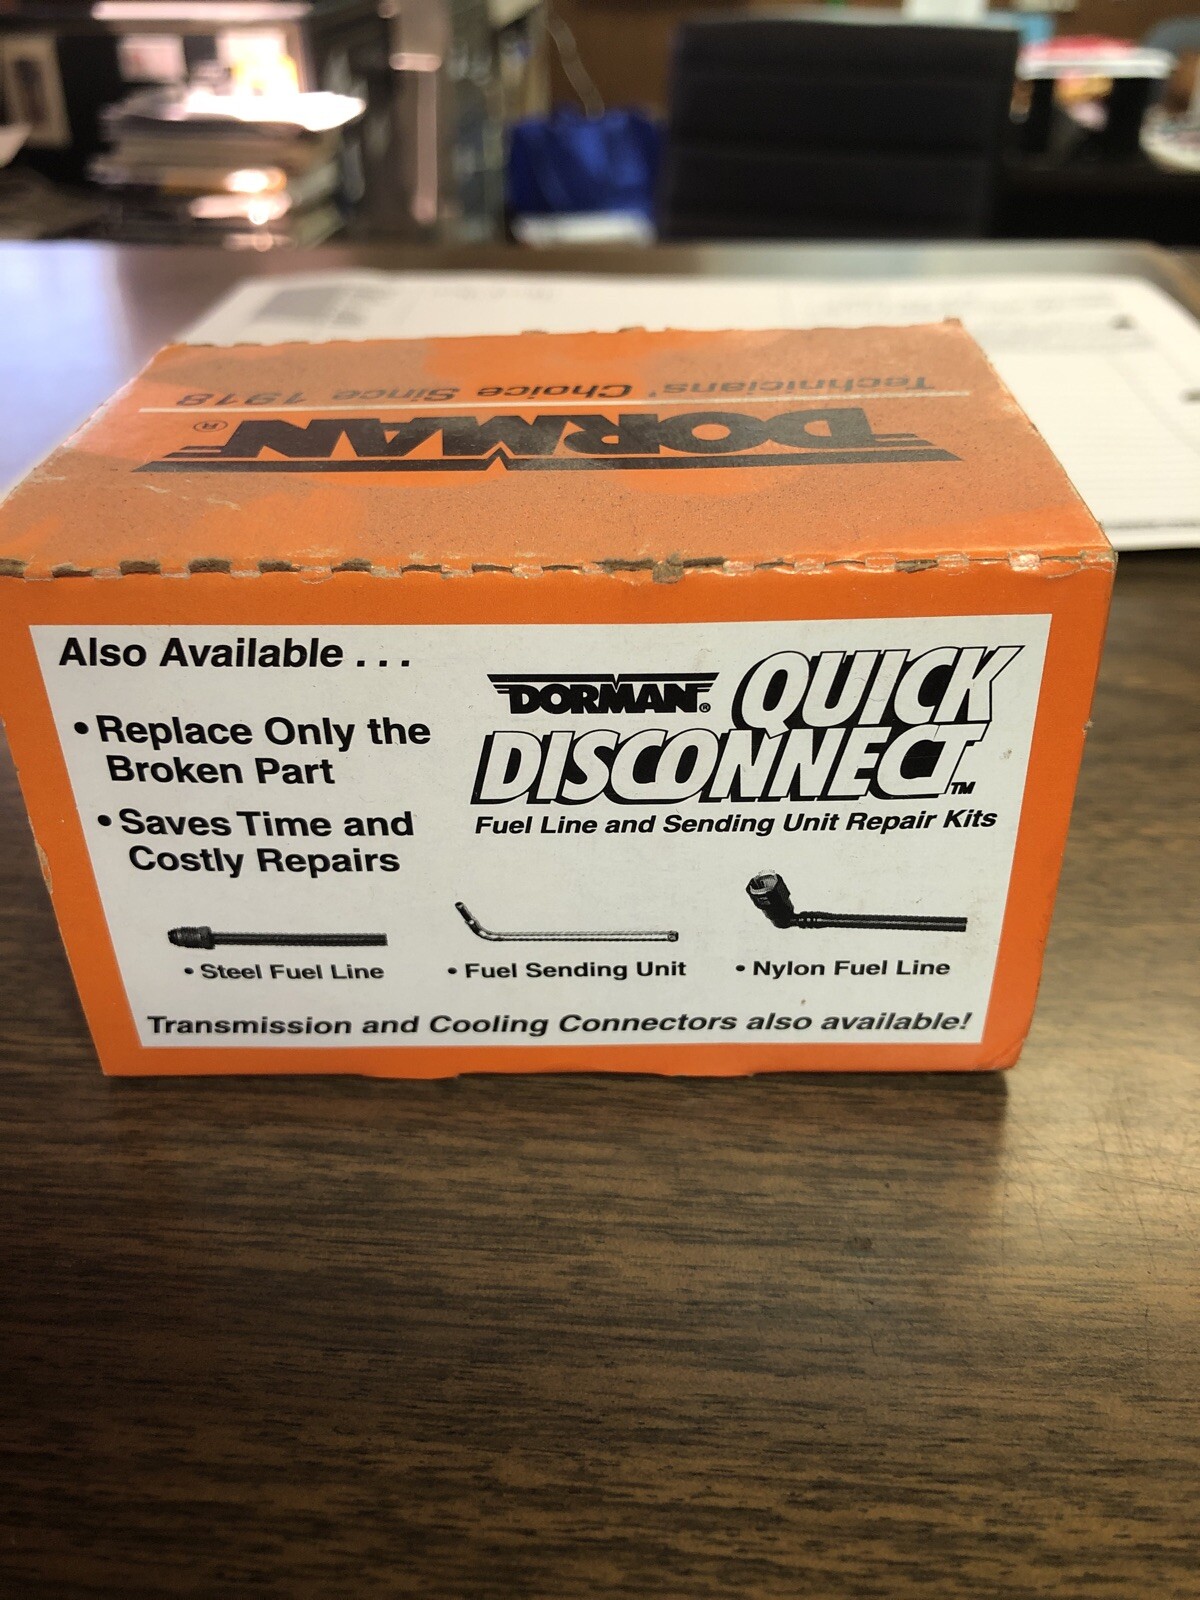 Technicians' Choice Since 1918
DORMAN®
Also Available . . .
• Replace Only the
Broken Part
• Saves Time and
Costly Repairs
DORMAN® QUICK
DISCONNECT™
Fuel Line and Sending Unit Repair Kits
• Steel Fuel Line
• Fuel Sending Unit
• Nylon Fuel Line
Transmission and Cooling Connectors also available!